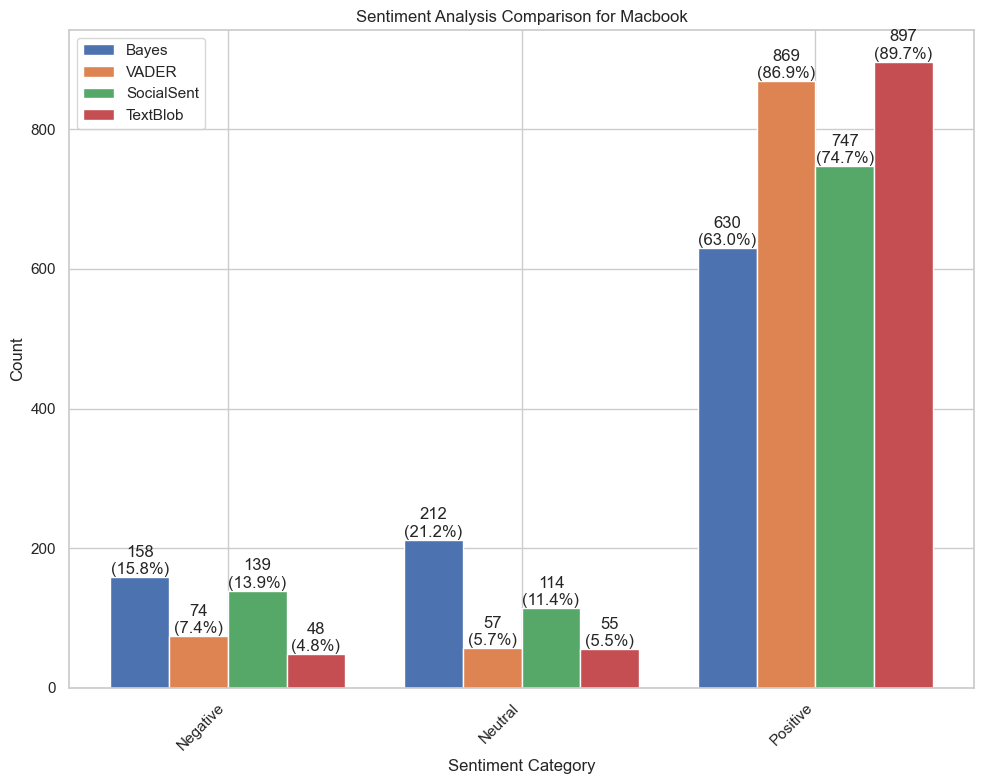 Sentiment Analysis Comparison for Macbook
Bayes
VADER
SocialSent
TextBlob
Count
800
600
400
200
0
158
(15.8%)
74
(7.4%)
139
(13.9%)
48
(4.8%)
212
(21.2%)
57
(5.7%)
114
(11.4%)
55
(5.5%)
630
(63.0%)
869
(86.9%)
747
(74.7%)
897
(89.7%)
Negative
Neutral
Positive
Sentiment Category